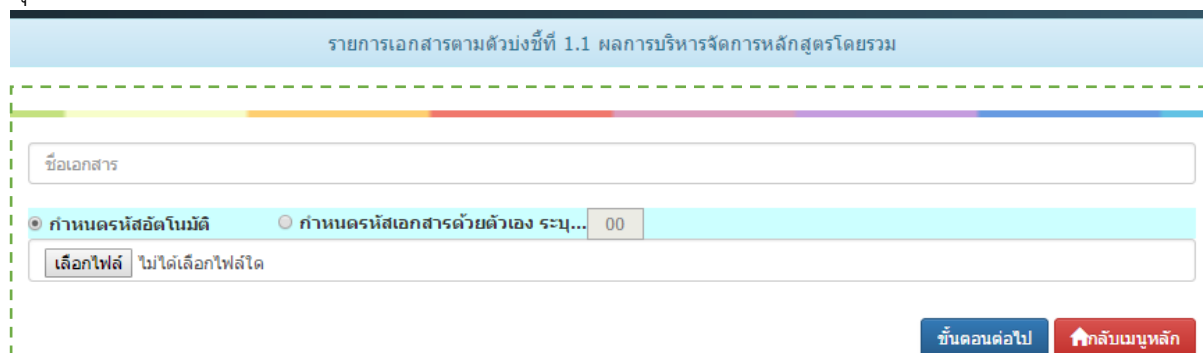 รายการเอกสารตามตัวบ่งชี้ที่ 1.1 ผลการบริหารจัดการหลักสูตรโดยรวม
ชื่อเอกสาร
กำหนดรหัสอัตโนมัติ กำหนดรหัสเอกสารด้วยตัวเอง ระบุ... 00
เลือกไฟล์ ไม่ได้เลือกไฟล์ใด
ขั้นตอนต่อไป กลับเมนูหลัก